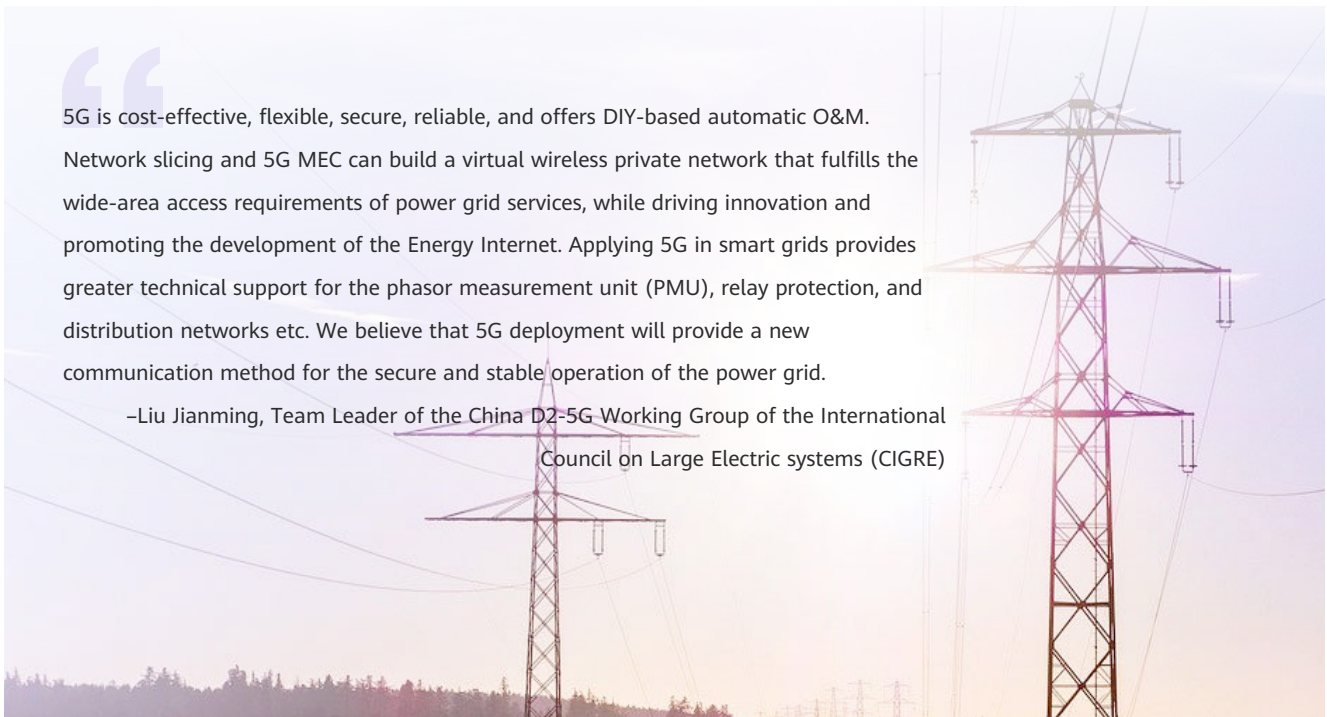 5G is cost-effective, flexible, secure, reliable, and offers DIY-based automatic O&M.
Network slicing and 5G MEC can build a virtual wireless private network that fulfills the
wide-area access requirements of power grid services, while driving innovation and
promoting the development of the Energy Internet. Applying 5G in smart grids provides
greater technical support for the phasor measurement unit (PMU), relay protection, and
distribution networks etc. We believe that 5G deployment will provide a new
communication method for the secure and stable operation of the power grid.
–Liu Jianming, Team Leader of the China D2-5G Working Group of the International
Council on Large Electric systems (CIGRE)